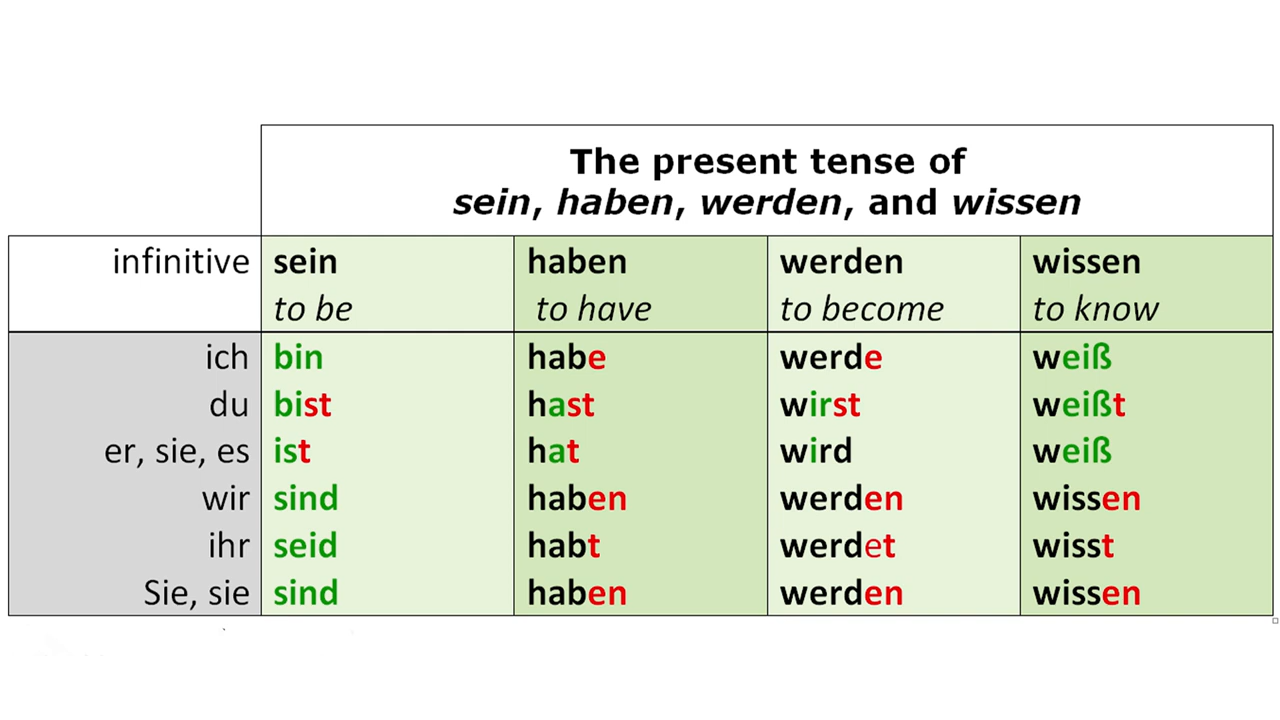 The present tense of
sein, haben, werden, and wissen
infinitive sein haben werden wissen
to be to have to become to know
ich bin habe werde weiß
du bist hast wirst weißt
er, sie, es ist hat wird weiß
wir sind haben werden wissen
ihr seid habt werdet wisst
Sie, sie sind haben werden wissen